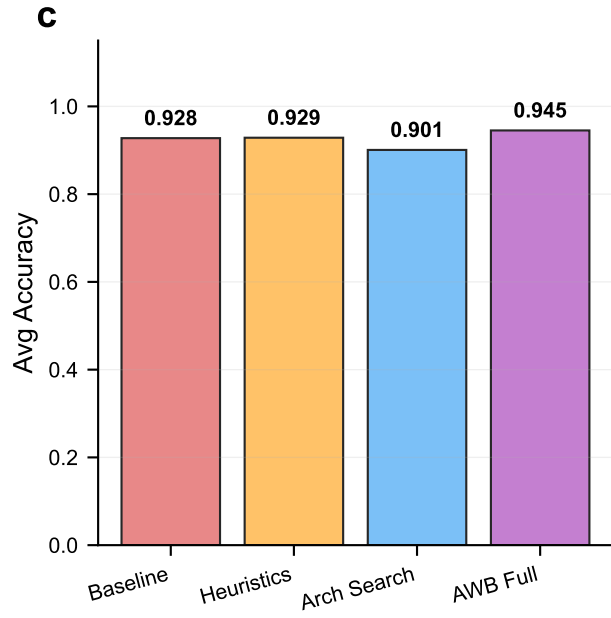 c
Avg Accuracy
1.0
0.8
0.6
0.4
0.2
0.0
0.928
0.929
0.901
0.945
Baseline
Heuristics
Arch Search
AWB Full